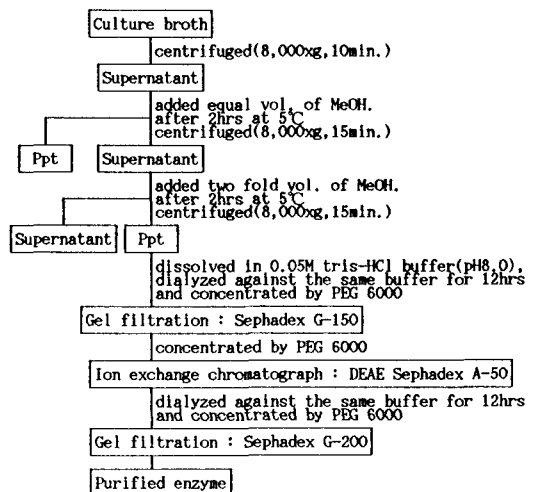 Culture broth
centrifuged(8,000xg,10min.)
Supernatant
added equal vol. of MeOH.
after 2hrs at 5℃
centrifuged(8,000xg,15min.)
Ppt
Supernatant
added two fold vol. of MeOH.
after 2hrs at 5℃
centrifuged(8,000xg,15min.)
Supernatant
Ppt
dissolved in 0.05M tris-HCl buffer(pH8,0),
dialyzed against the same buffer for 12hrs
and concentrated by PEG 6000
Gel filtration : Sephadex G-150
concentrated by PEG 6000
Ion exchange chromatograph : DEAE Sephadex A-50
dialyzed against the same buffer for 12hrs
and concentrated by PEG 6000
Gel filtration : Sephadex G-200
Purified enzyme